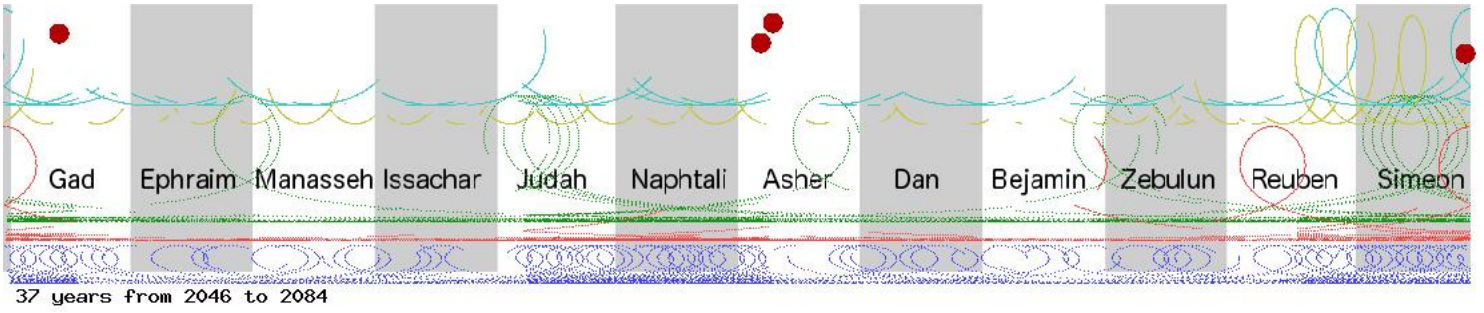 Gad Ephraim Manasseh Issachar Judah Naphtali Asher Dan Bejamin Zebulun Reuben Simeon
37 years from 2046 to 2084